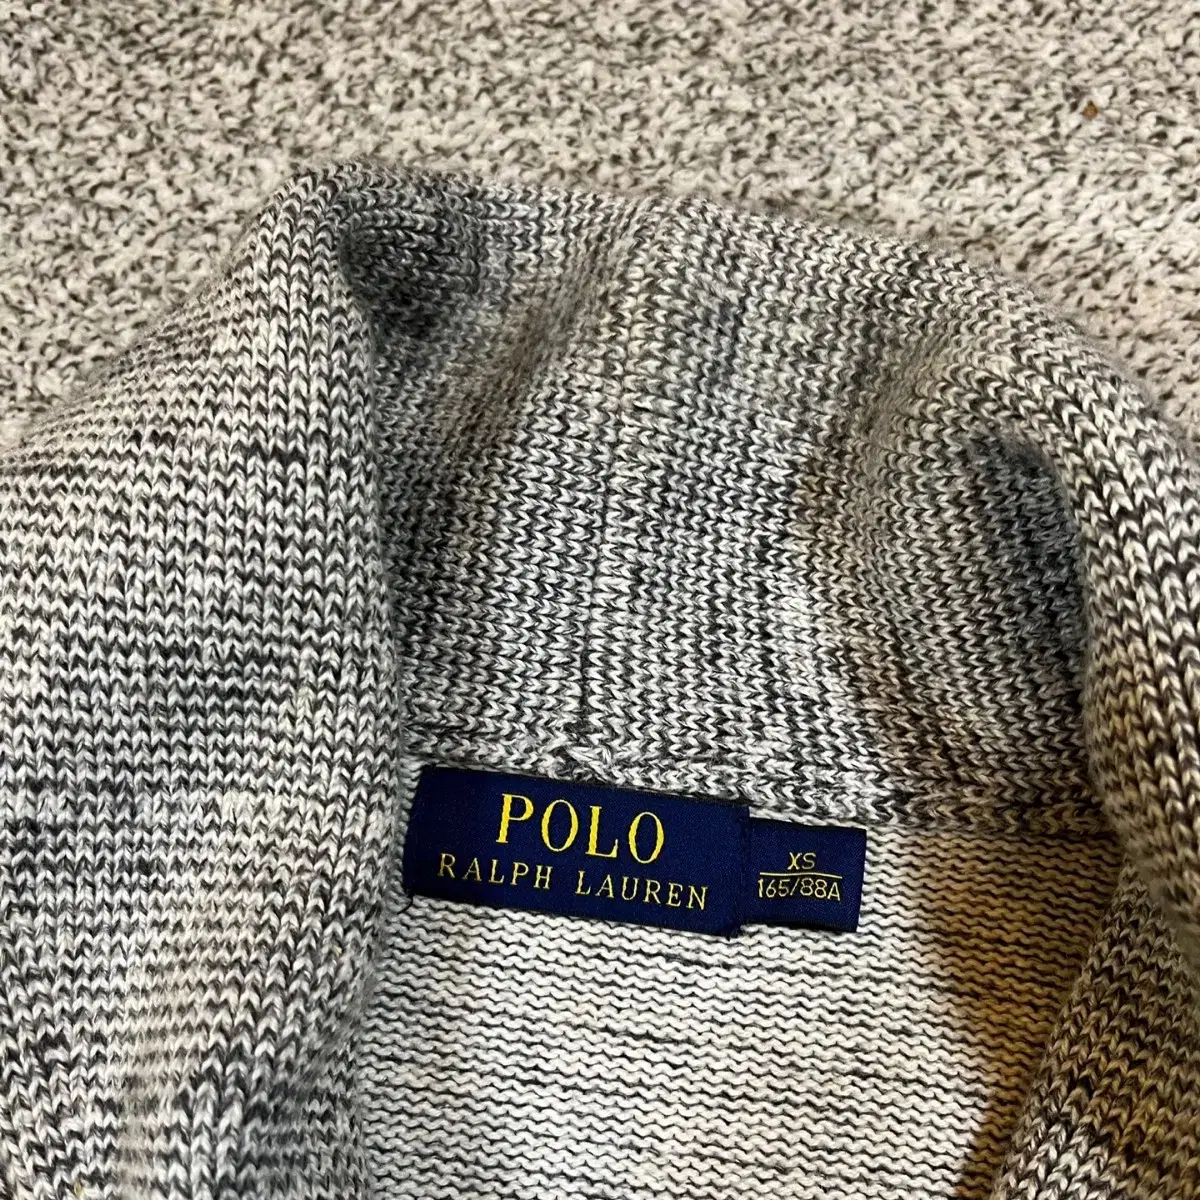 POLO
RALPH LAUREN
XS
165/88A